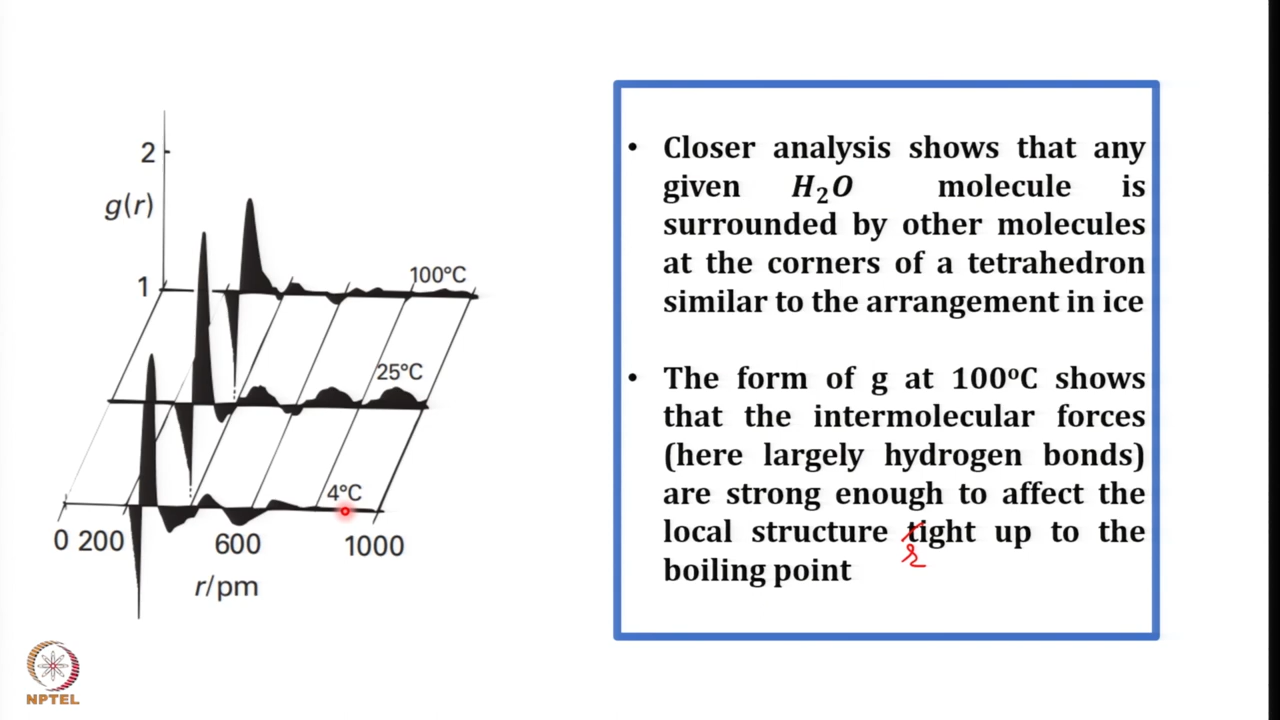 2
g(r)
1
100°C
25°C
4°C
0 200 600 1000
r/pm
• Closer analysis shows that any
given H₂O molecule is
surrounded by other molecules
at the corners of a tetrahedron
similar to the arrangement in ice
• The form of g at 100°C shows
that the intermolecular forces
(here largely hydrogen bonds)
are strong enough to affect the
local structure tight up to the
r
boiling point
NPTEL